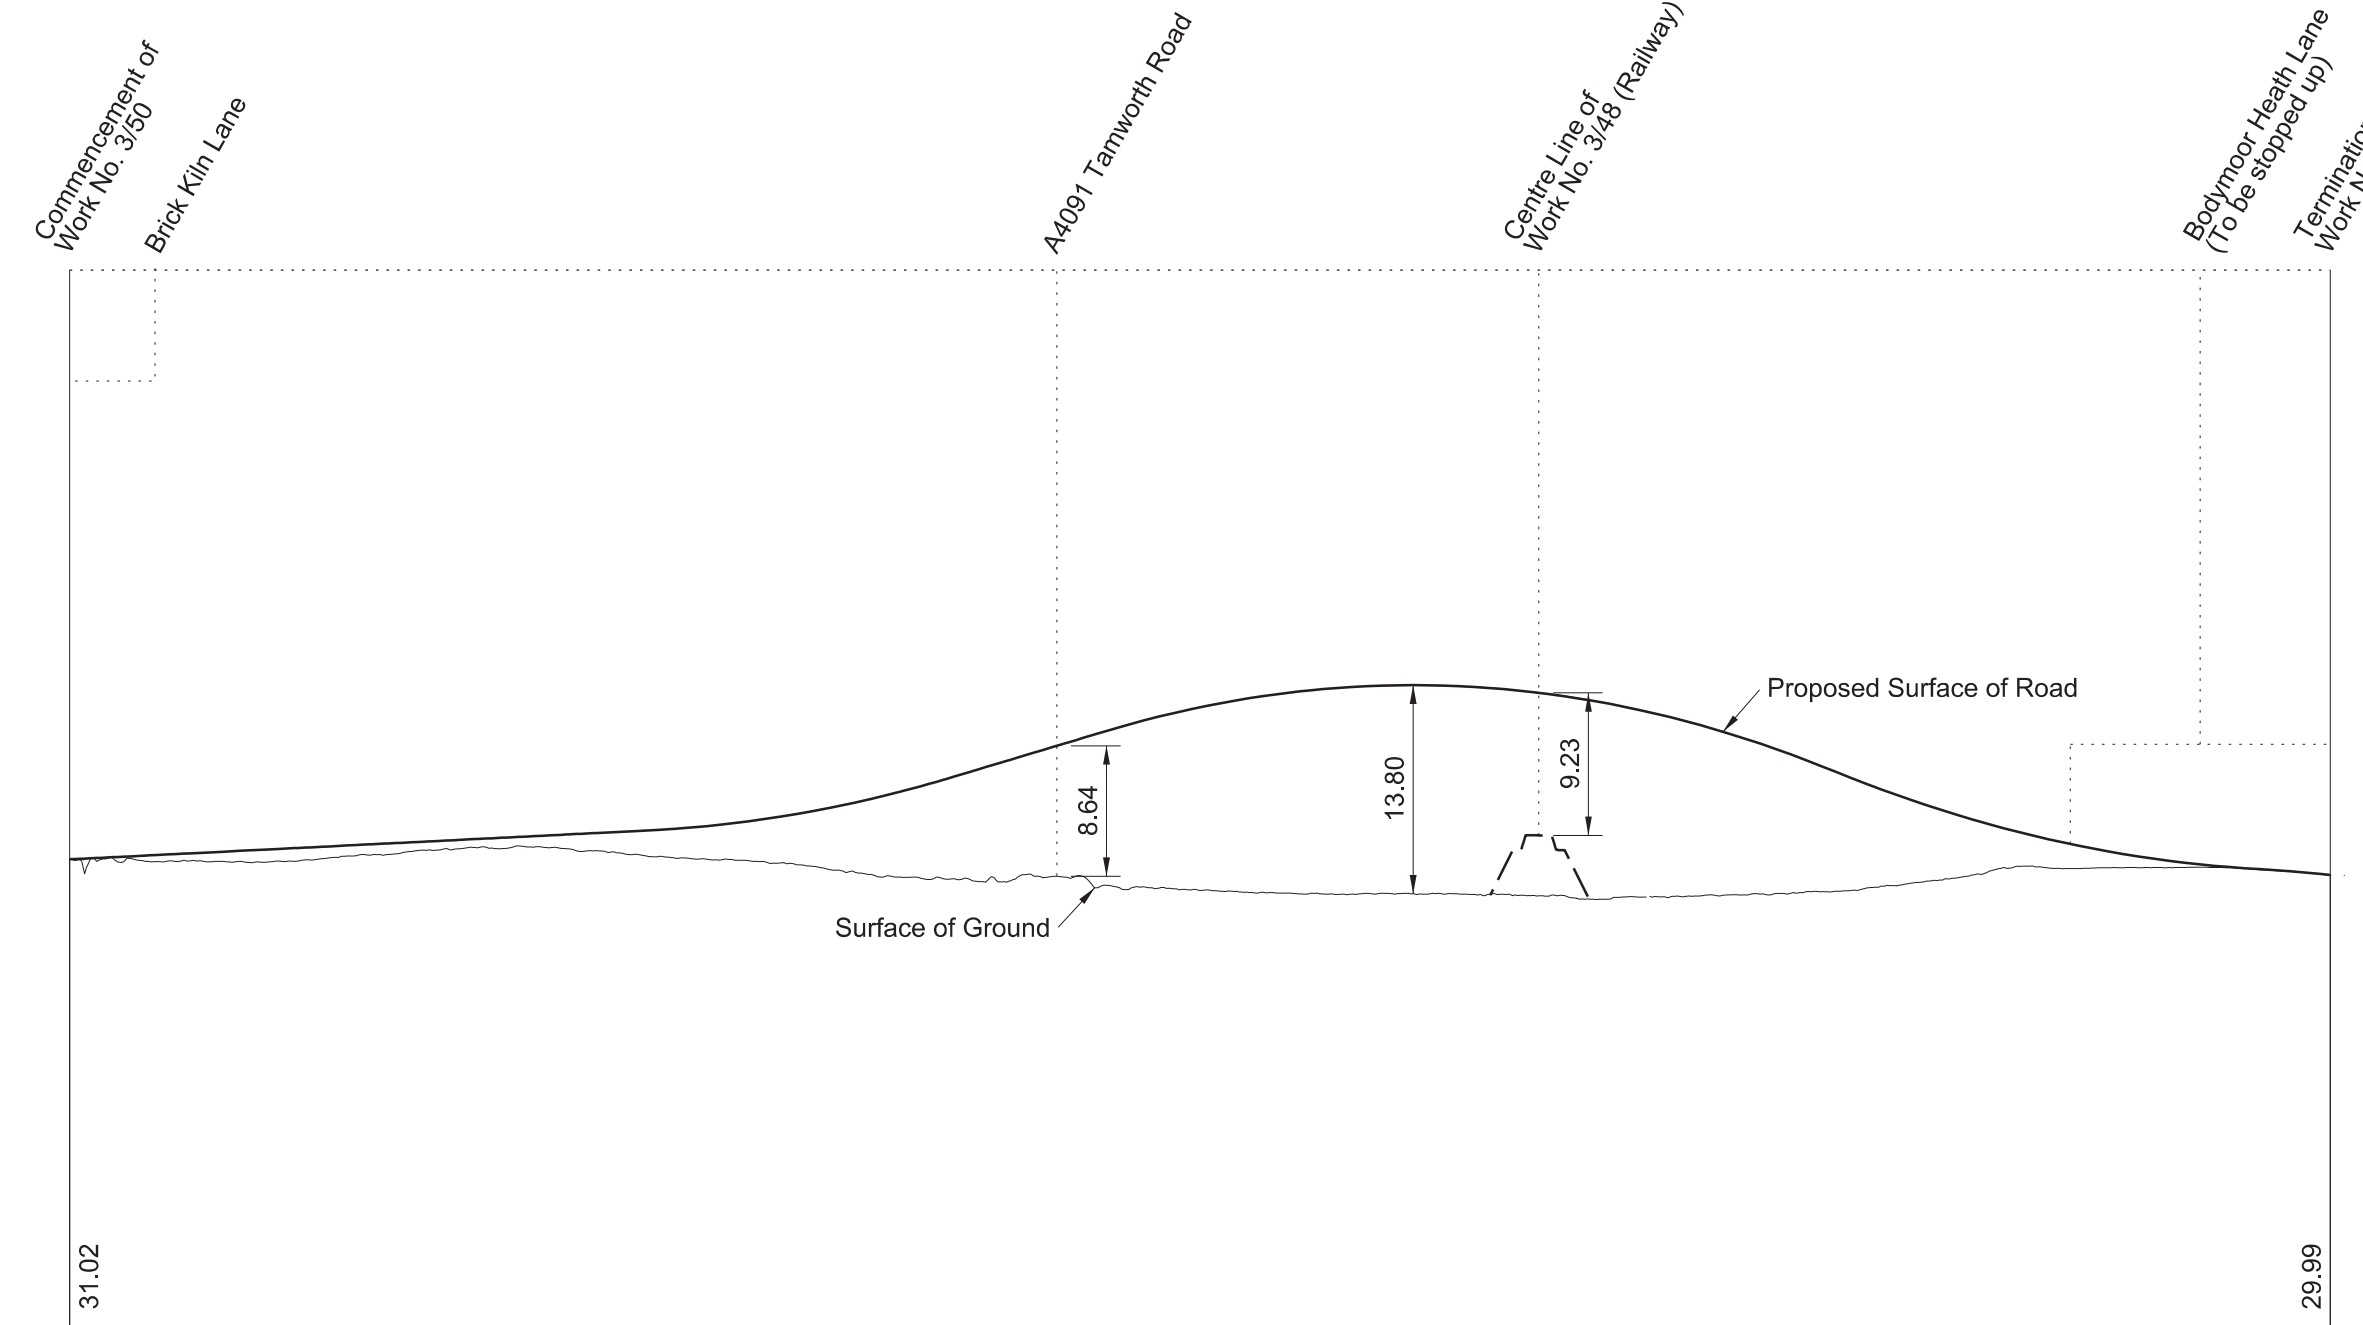 Commencement of
Work No. 3/50
Brick Kiln Lane
A4091 Tamworth Road
Centre Line of
Work No. 3/48 (Railway)
Bodymoor Heath Lane
(To be stopped up)
Work
Proposed Surface of Road
8.64
13.80
9.23
Surface of Ground
31.02
29.99